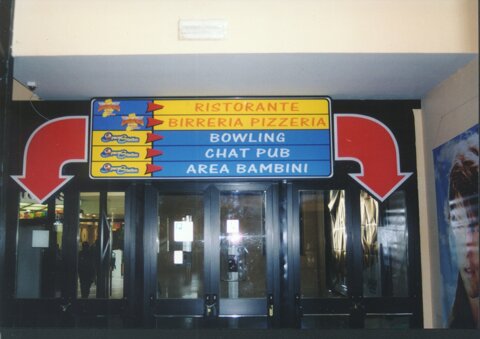 RISTORANTE
BIRRERIA PIZZERIA
BOWLING
CHAT PUB
AREA BAMBINI